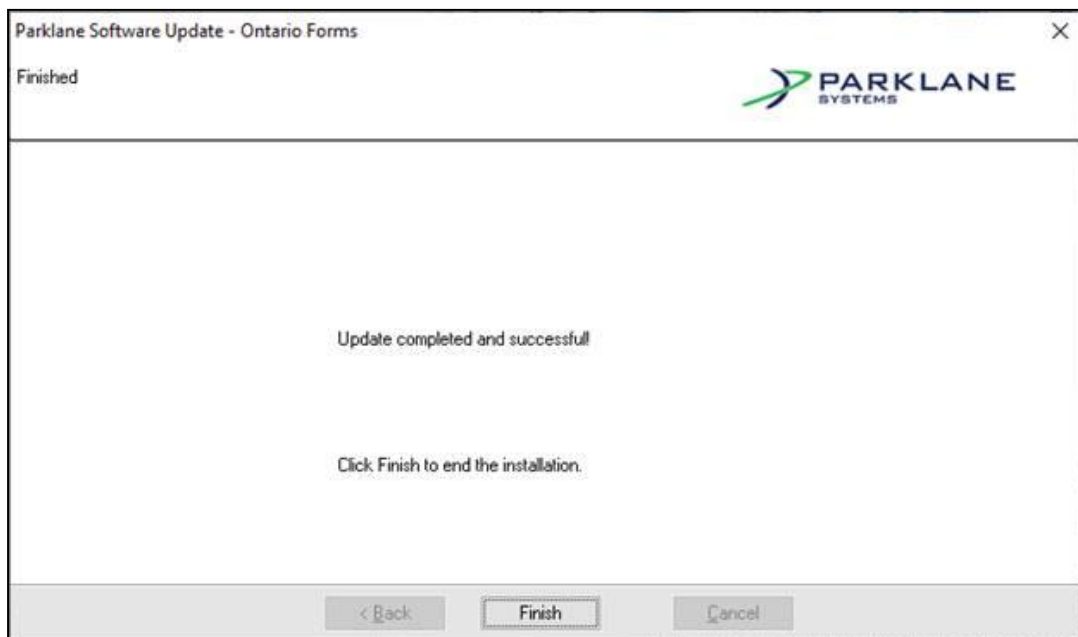 Parklane Software Update - Ontario Forms
Finished
PARKLANE
SYSTEMS
Update completed and successful!
Click Finish to end the installation.
< Back
Finish
Cancel